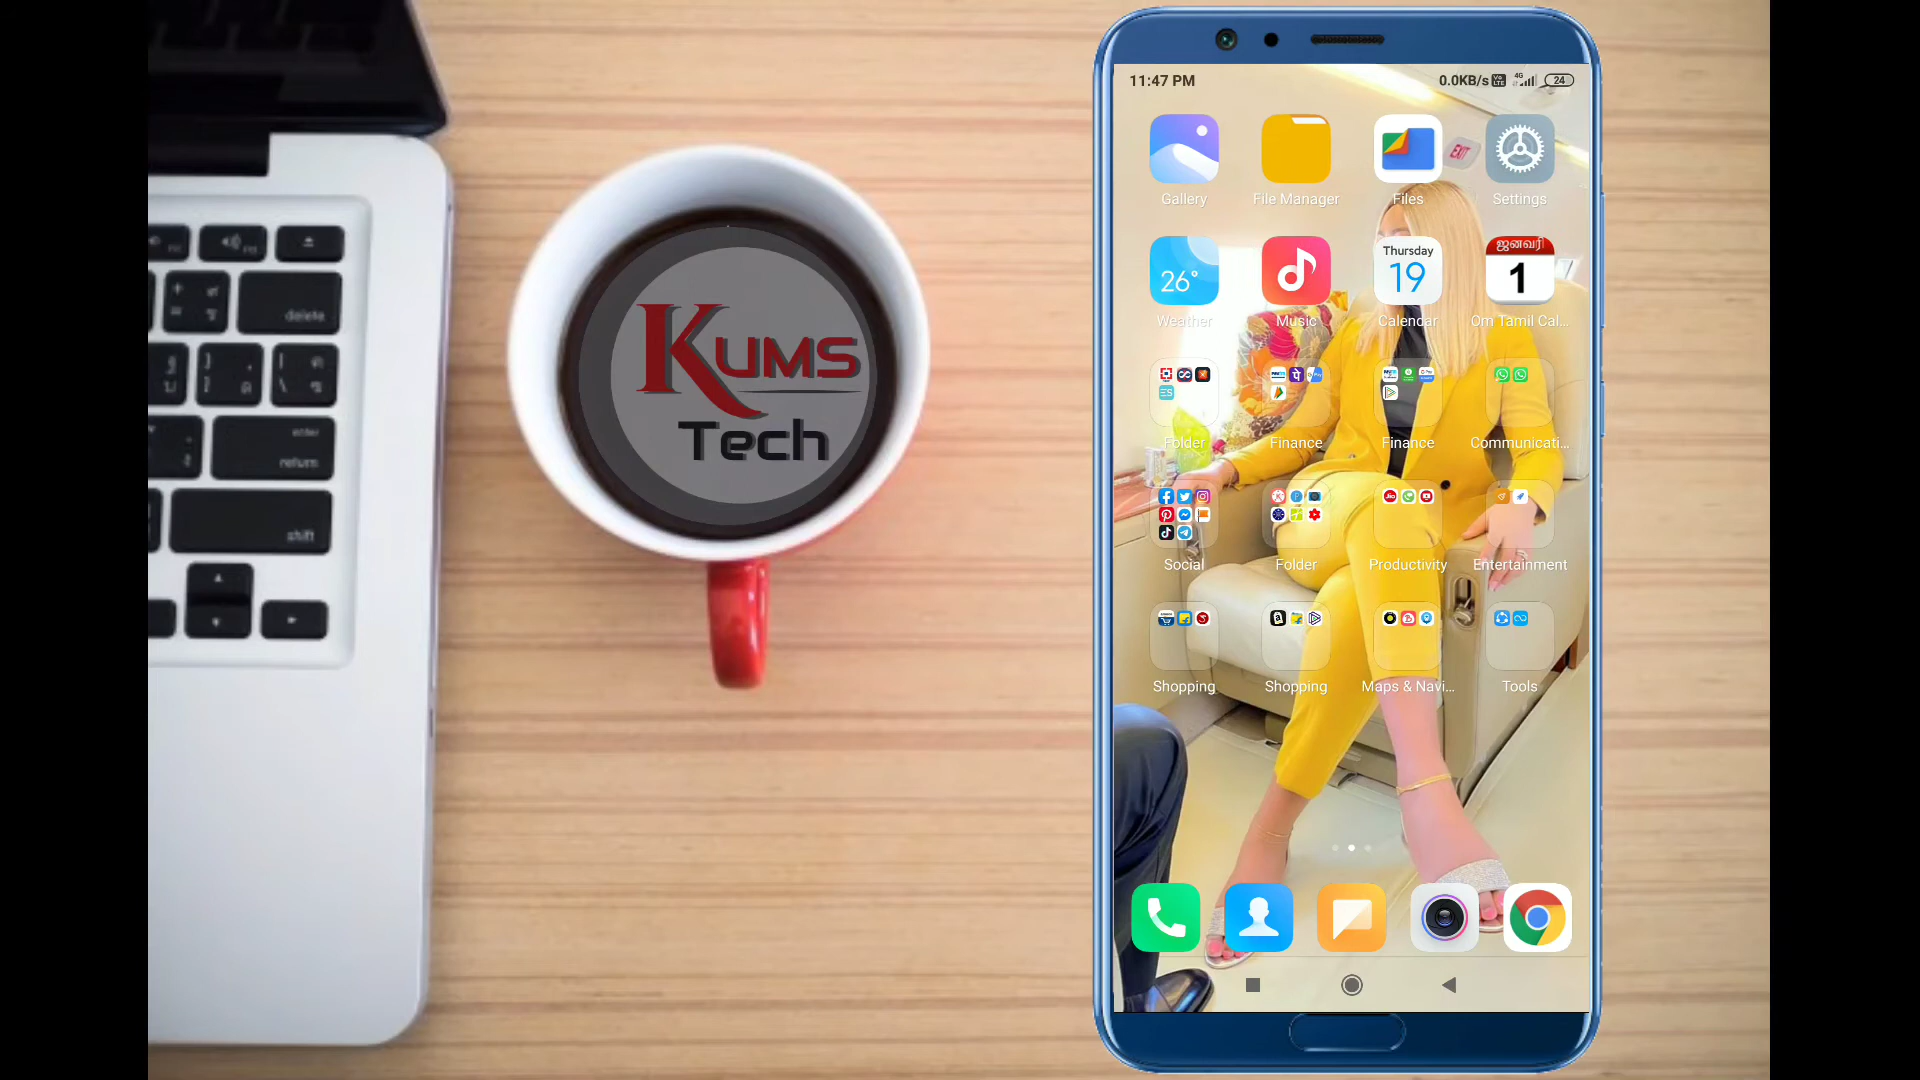 delete
enter
return
shift
KUMS
Tech
11:47 PM
0.0KB/s
4G
24
EXIT
Gallery
File Manager
Files
Settings
26°
Thursday
19
ஜனவரி
1
Weather
Music
Calendar
Om Tamil Cal...
Folder
Finance
Finance
Communicati...
Social
Folder
Productivity
Entertainment
Shopping
Shopping
Maps & Navi...
Tools